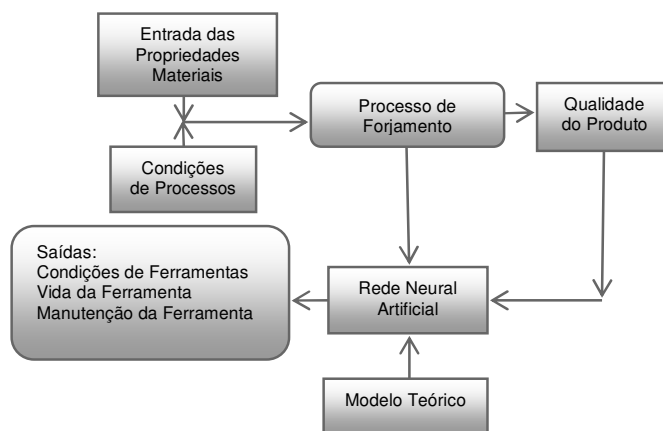 Entrada das
Propriedades
Materiais
Processo de
Forjamento
Qualidade
do Produto
Condições
de Processos
Saídas:
Condições de Ferramentas
Vida da Ferramenta
Manutenção da Ferramenta
Rede Neural
Artificial
Modelo Teórico